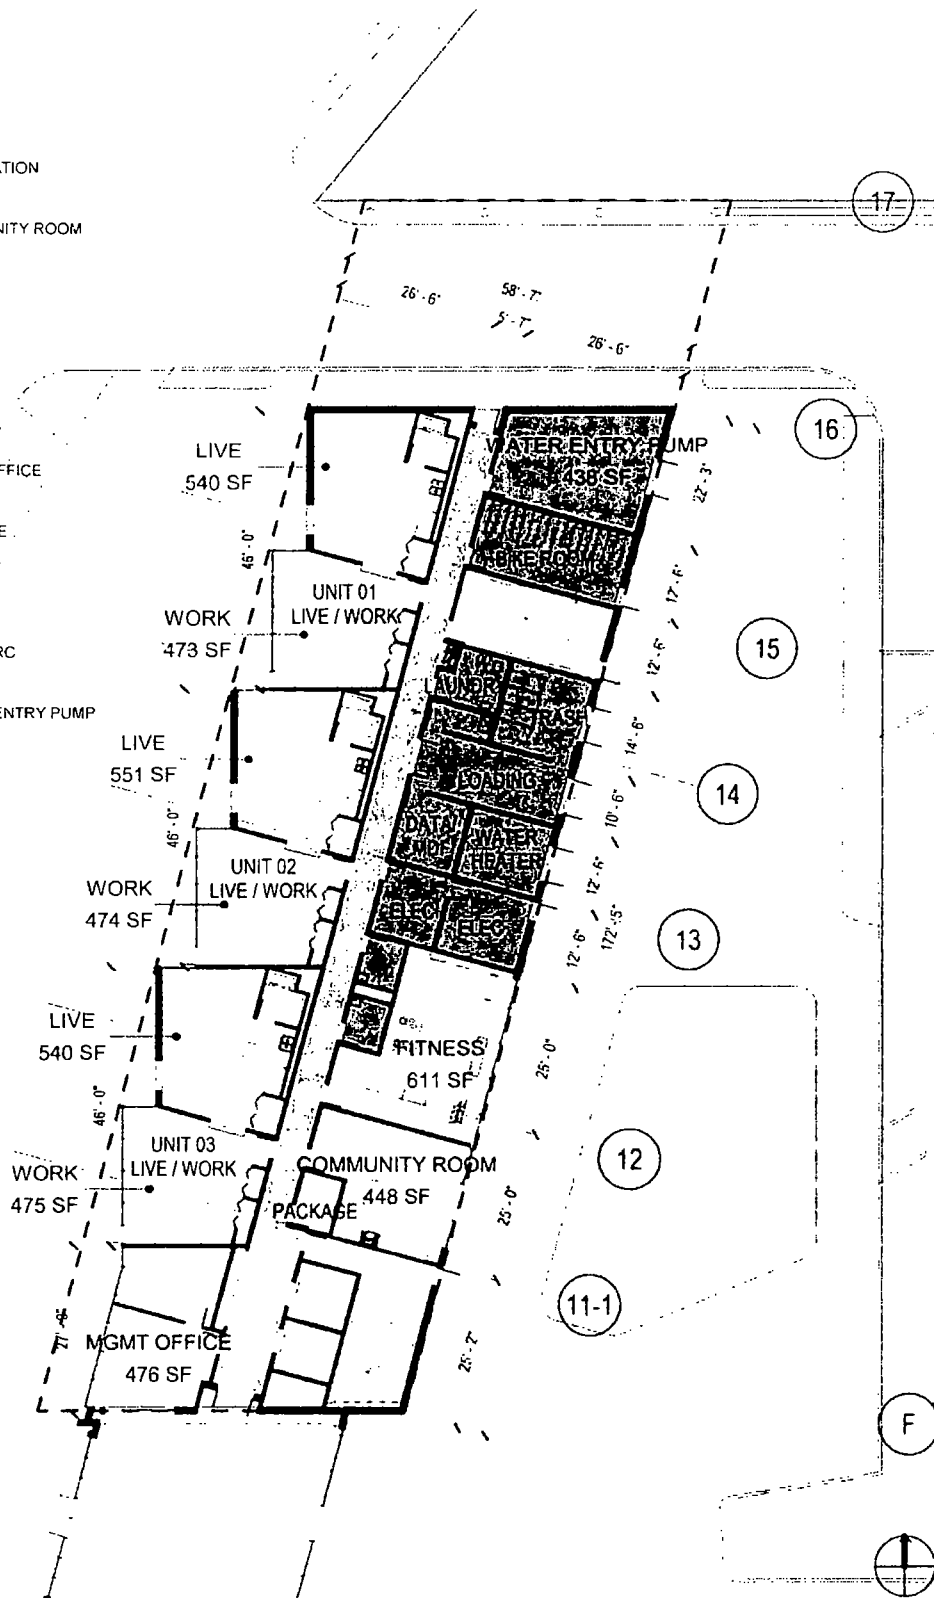 ATION
17
NITY ROOM
26'-6"
58'-7"
5'-7"
26'-6"
16
LIVE
540 SF
WATER ENTRY PUMP
438 SF
FFICE
22'-3"
E
46'-0"
BIKE ROOM
UNIT 01
LIVE / WORK
17'-6"
WORK
473 SF
15
RC
12'-6"
LAUNDRY
TRASH
ENTRY PUMP
LIVE
551 SF
14'-6"
LOADING
14
46'-0"
DATA/
MDF
WATER
HEATER
10'-6"
UNIT 02
LIVE / WORK
12'-6"
WORK
474 SF
ELEC
ELEC
172'-5"
13
12'-6"
LIVE
540 SF
FITNESS
611 SF
25'-0"
46'-0"
UNIT 03
LIVE / WORK
12
COMMUNITY ROOM
448 SF
WORK
475 SF
PACKAGE
25'-0"
11-1
MGMT OFFICE
476 SF
25'-2"
F